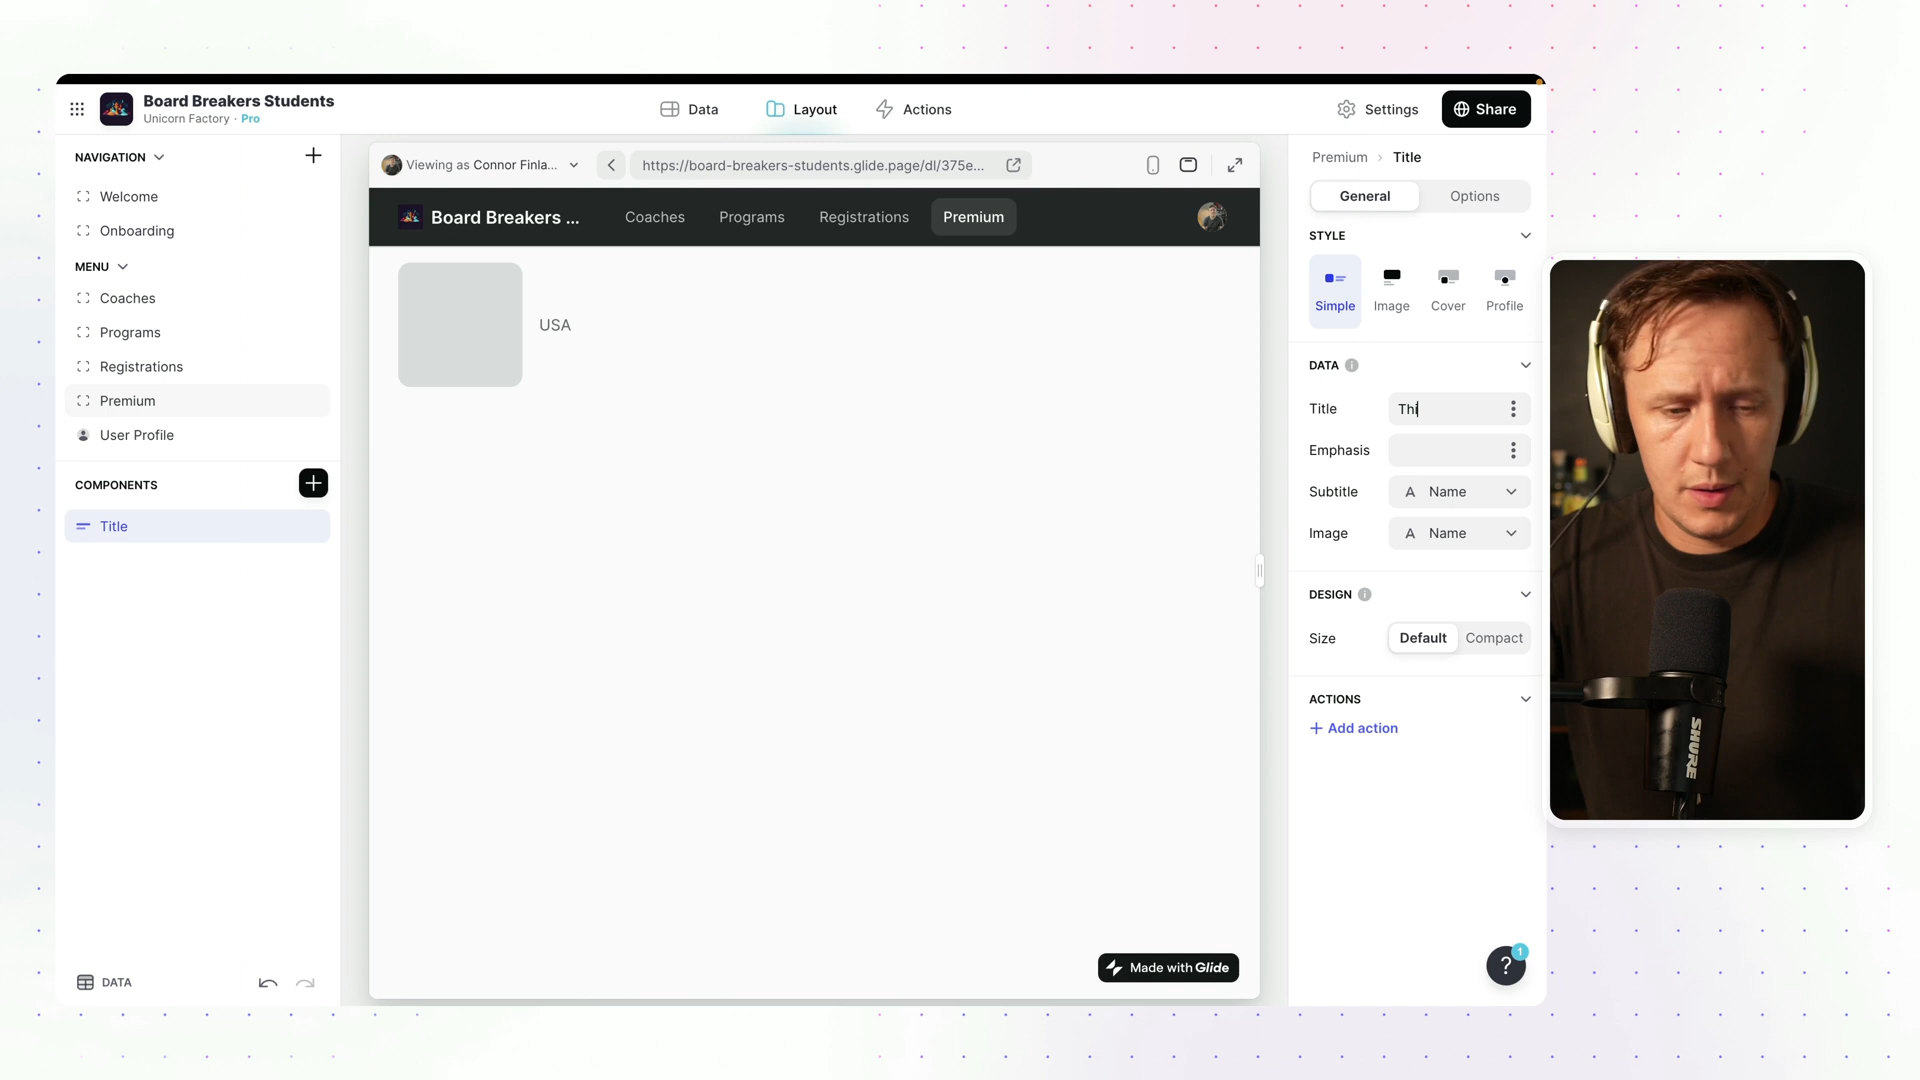 Board Breakers Students
Unicorn Factory · Pro
Data
Layout
Actions
Settings
Share
NAVIGATION
Welcome
Onboarding
MENU
Coaches
Programs
Registrations
Premium
User Profile
COMPONENTS
Title
DATA
Viewing as Connor Finla...
https://board-breakers-students.glide.page/dl/375e...
Board Breakers ...
Coaches
Programs
Registrations
Premium
USA
Made with Glide
Premium › Title
General
Options
STYLE
Simple
Image
Cover
Profile
DATA
Title
Thi
Emphasis
Subtitle
A Name
Image
A Name
DESIGN
Size
Default
Compact
ACTIONS
+ Add action
?
1
SHURE